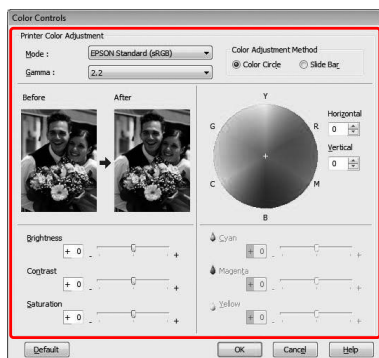 Color Controls
Printer Color Adjustment
Mode : EPSON Standard (sRGB)
Gamma : 2.2
Color Adjustment Method
Color Circle Slide Bar
Before After
Y
G R
C M
B
Horizontal
0
Vertical
0
Brightness
+ 0 - +
Contrast
+ 0 - +
Saturation
+ 0 - +
Cyan
+ 0 - +
Magenta
+ 0 - +
Yellow
+ 0 - +
Default OK Cancel Help